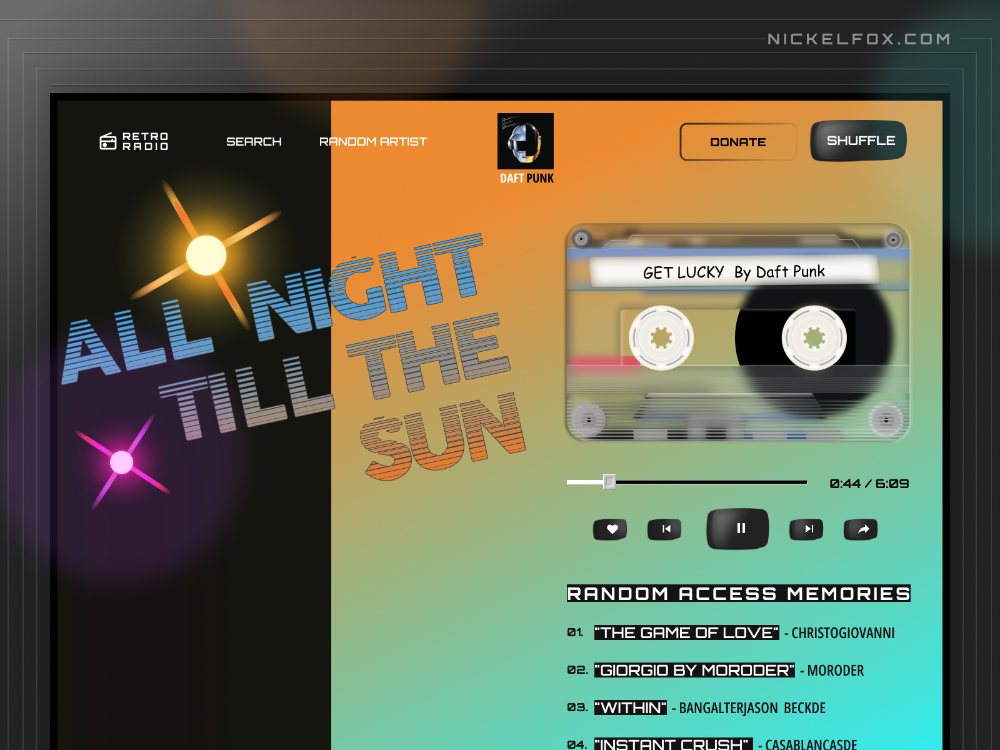 NICKELFOX.COM
RETRO
RADIO
SEARCH
RANDOM ARTIST
DAFT PUNK
DONATE
SHUFFLE
ALL NIGHT
TILL THE
SUN
GET LUCKY By Daft Punk
0:44 / 6:09
RANDOM ACCESS MEMORIES
01. "THE GAME OF LOVE" - CHRISTOGIOVANNI
02. "GIORGIO BY MORODER" - MORODER
03. "WITHIN" - BANGALTERJASON BECKDE
04. "INSTANT CRUSH" - CASABLANCASDE